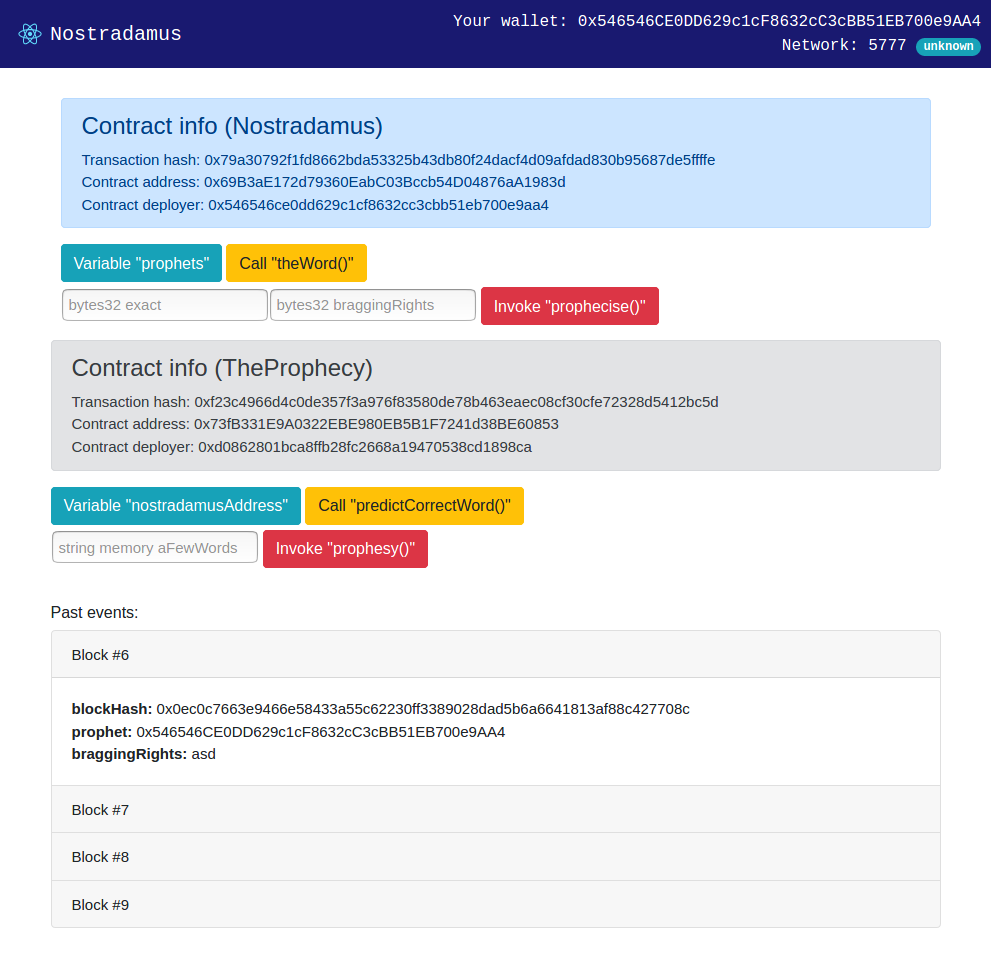 Nostradamus
Your wallet: 0x546546CE0DD629c1cF8632cC3cBB51EB700e9AA4
Network: 5777 unknown
Contract info (Nostradamus)
Transaction hash: 0x79a30792f1fd8662bda53325b43db80f24dacf4d09afdad830b95687de5ffffe
Contract address: 0x69B3aE172d79360EabC03Bccb54D04876aA1983d
Contract deployer: 0x546546ce0dd629c1cf8632cc3cbb51eb700e9aa4
Variable "prophets" Call "theWord()"
bytes32 exact bytes32 braggingRights Invoke "prophecise()"
Contract info (TheProphecy)
Transaction hash: 0xf23c4966d4c0de357f3a976f83580de78b463eaec08cf30cfe72328d5412bc5d
Contract address: 0x73fB331E9A0322EBE980EB5B1F7241d38BE60853
Contract deployer: 0xd0862801bca8ffb28fc2668a19470538cd1898ca
Variable "nostradamusAddress" Call "predictCorrectWord()"
string memory aFewWords Invoke "prophesy()"
Past events:
Block #6
blockHash: 0x0ec0c7663e9466e58433a55c62230ff3389028dad5b6a6641813af88c427708c
prophet: 0x546546CE0DD629c1cF8632cC3cBB51EB700e9AA4
braggingRights: asd
Block #7
Block #8
Block #9